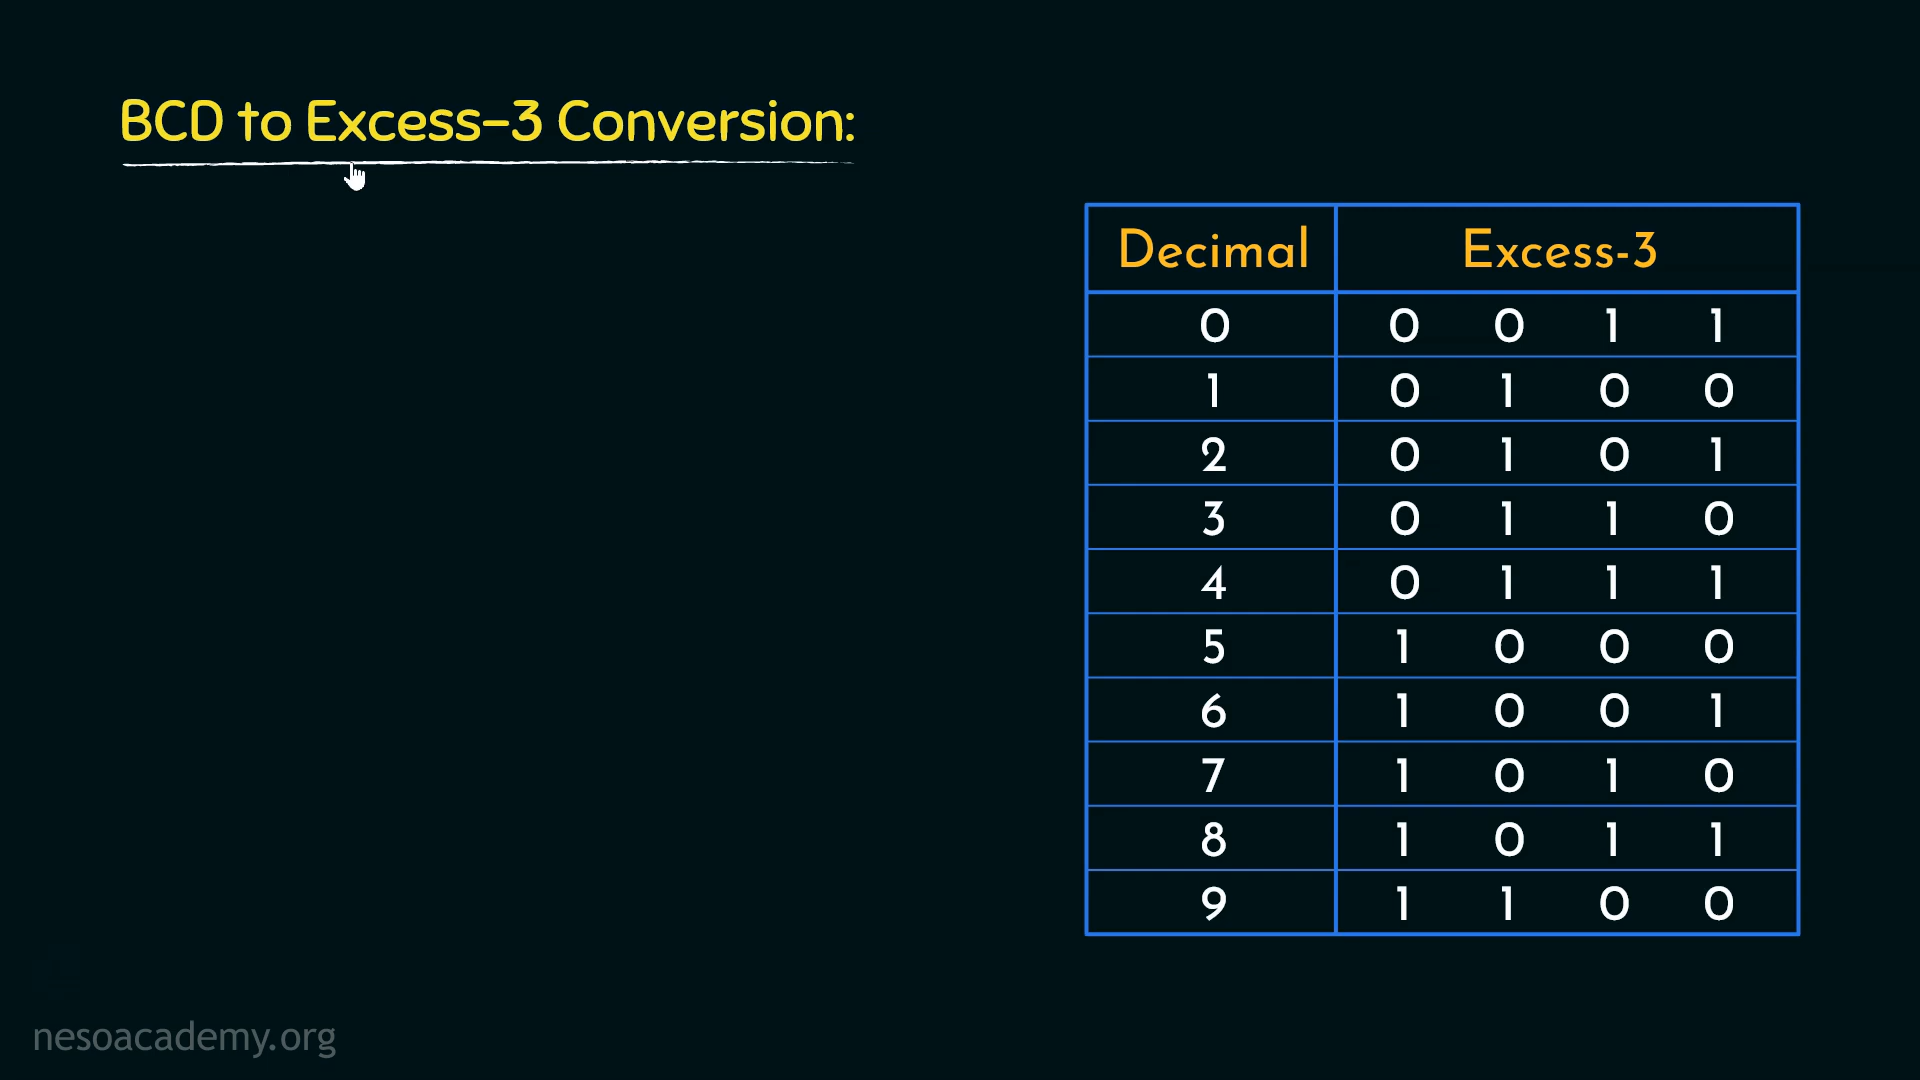 BCD to Excess-3 Conversion:
Decimal Excess-3
0 0 0 1 1
1 0 1 0 0
2 0 1 0 1
3 0 1 1 0
4 0 1 1 1
5 1 0 0 0
6 1 0 0 1
7 1 0 1 0
8 1 0 1 1
9 1 1 0 0
nesoacademy.org